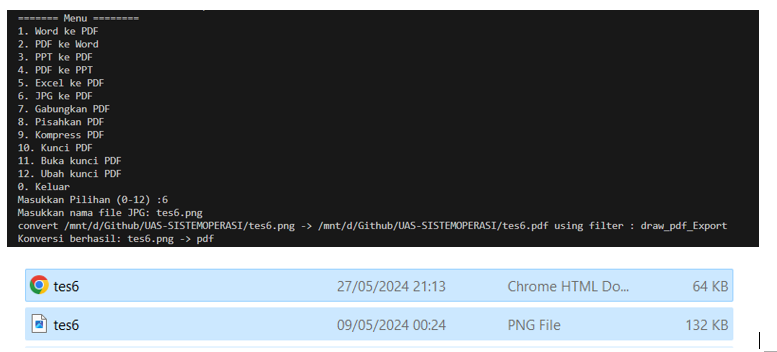 ======= Menu ========
1. Word ke PDF
2. PDF ke Word
3. PPT ke PDF
4. PDF ke PPT
5. Excel ke PDF
6. JPG ke PDF
7. Gabungkan PDF
8. Pisahkan PDF
9. Kompress PDF
10. Kunci PDF
11. Buka kunci PDF
12. Ubah kunci PDF
0. Keluar
Masukkan Pilihan (0-12) :6
Masukkan nama file JPG: tes6.png
convert /mnt/d/Github/UAS-SISTEMOPERASI/tes6.png -> /mnt/d/Github/UAS-SISTEMOPERASI/tes6.pdf using filter : draw_pdf_Export
Konversi berhasil: tes6.png -> pdf
tes6 27/05/2024 21:13 Chrome HTML Do... 64 KB
tes6 09/05/2024 00:24 PNG File 132 KB